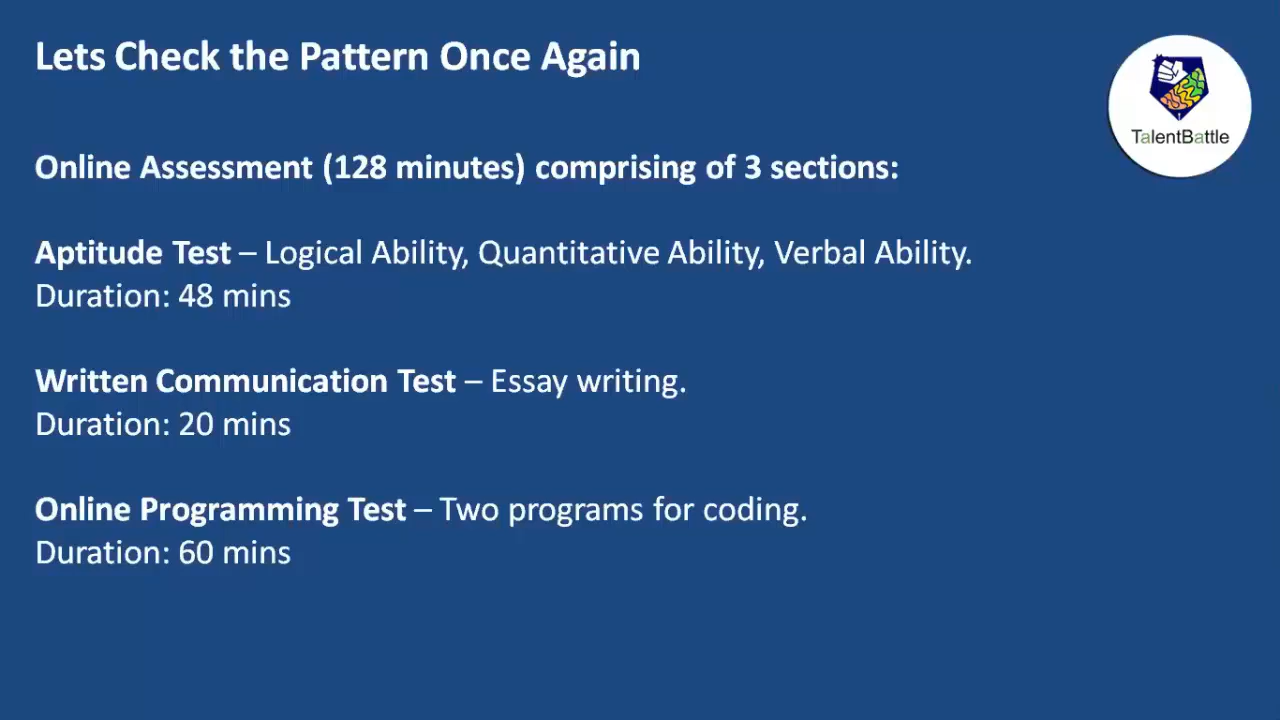 Lets Check the Pattern Once Again
TalentBattle
Online Assessment (128 minutes) comprising of 3 sections:
Aptitude Test – Logical Ability, Quantitative Ability, Verbal Ability.
Duration: 48 mins
Written Communication Test – Essay writing.
Duration: 20 mins
Online Programming Test – Two programs for coding.
Duration: 60 mins